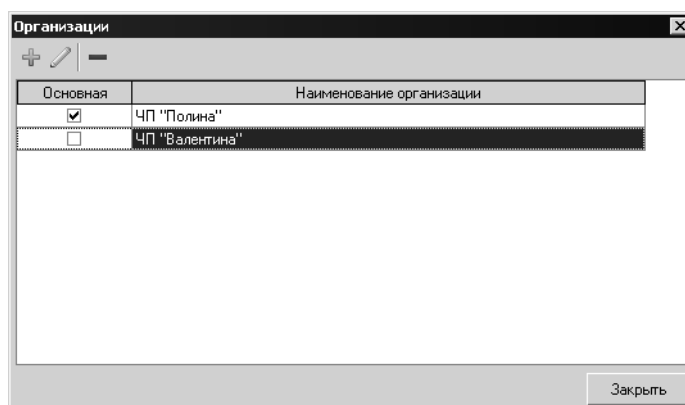 Организации
Основная Наименование организации
ЧП "Полина"
ЧП "Валентина"
Закрыть